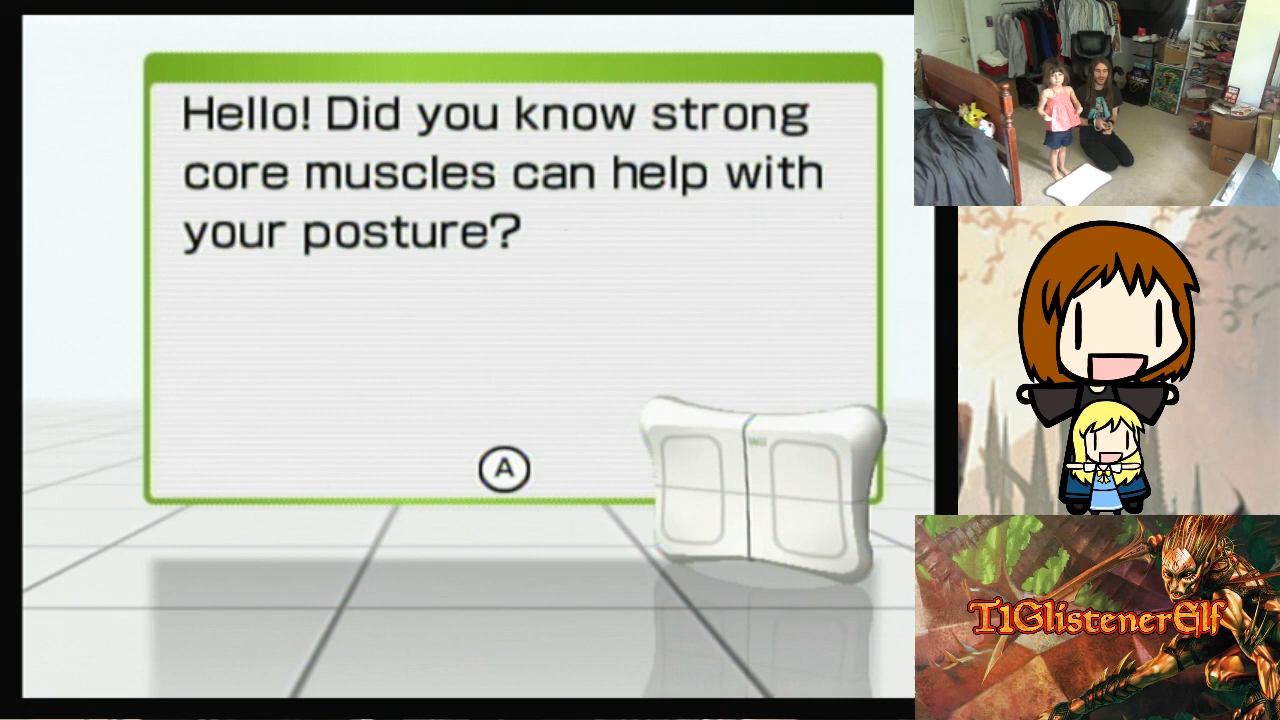 Hello! Did you know strong
core muscles can help with
your posture?
A
Wii
T1GlistenerElf